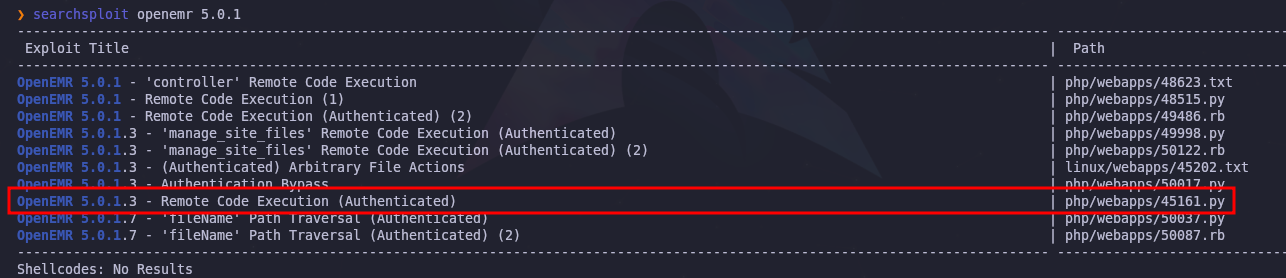 ❯ searchsploit openemr 5.0.1
Exploit Title | Path
OpenEMR 5.0.1 - 'controller' Remote Code Execution | php/webapps/48623.txt
OpenEMR 5.0.1 - Remote Code Execution (1) | php/webapps/48515.py
OpenEMR 5.0.1 - Remote Code Execution (Authenticated) (2) | php/webapps/49486.rb
OpenEMR 5.0.1.3 - 'manage_site_files' Remote Code Execution (Authenticated) | php/webapps/49998.py
OpenEMR 5.0.1.3 - 'manage_site_files' Remote Code Execution (Authenticated) (2) | php/webapps/50122.rb
OpenEMR 5.0.1.3 - (Authenticated) Arbitrary File Actions | linux/webapps/45202.txt
OpenEMR 5.0.1.3 - Authentication Bypass | php/webapps/50017.py
OpenEMR 5.0.1.3 - Remote Code Execution (Authenticated) | php/webapps/45161.py
OpenEMR 5.0.1.7 - 'fileName' Path Traversal (Authenticated) | php/webapps/50037.py
OpenEMR 5.0.1.7 - 'fileName' Path Traversal (Authenticated) (2) | php/webapps/50087.rb
Shellcodes: No Results